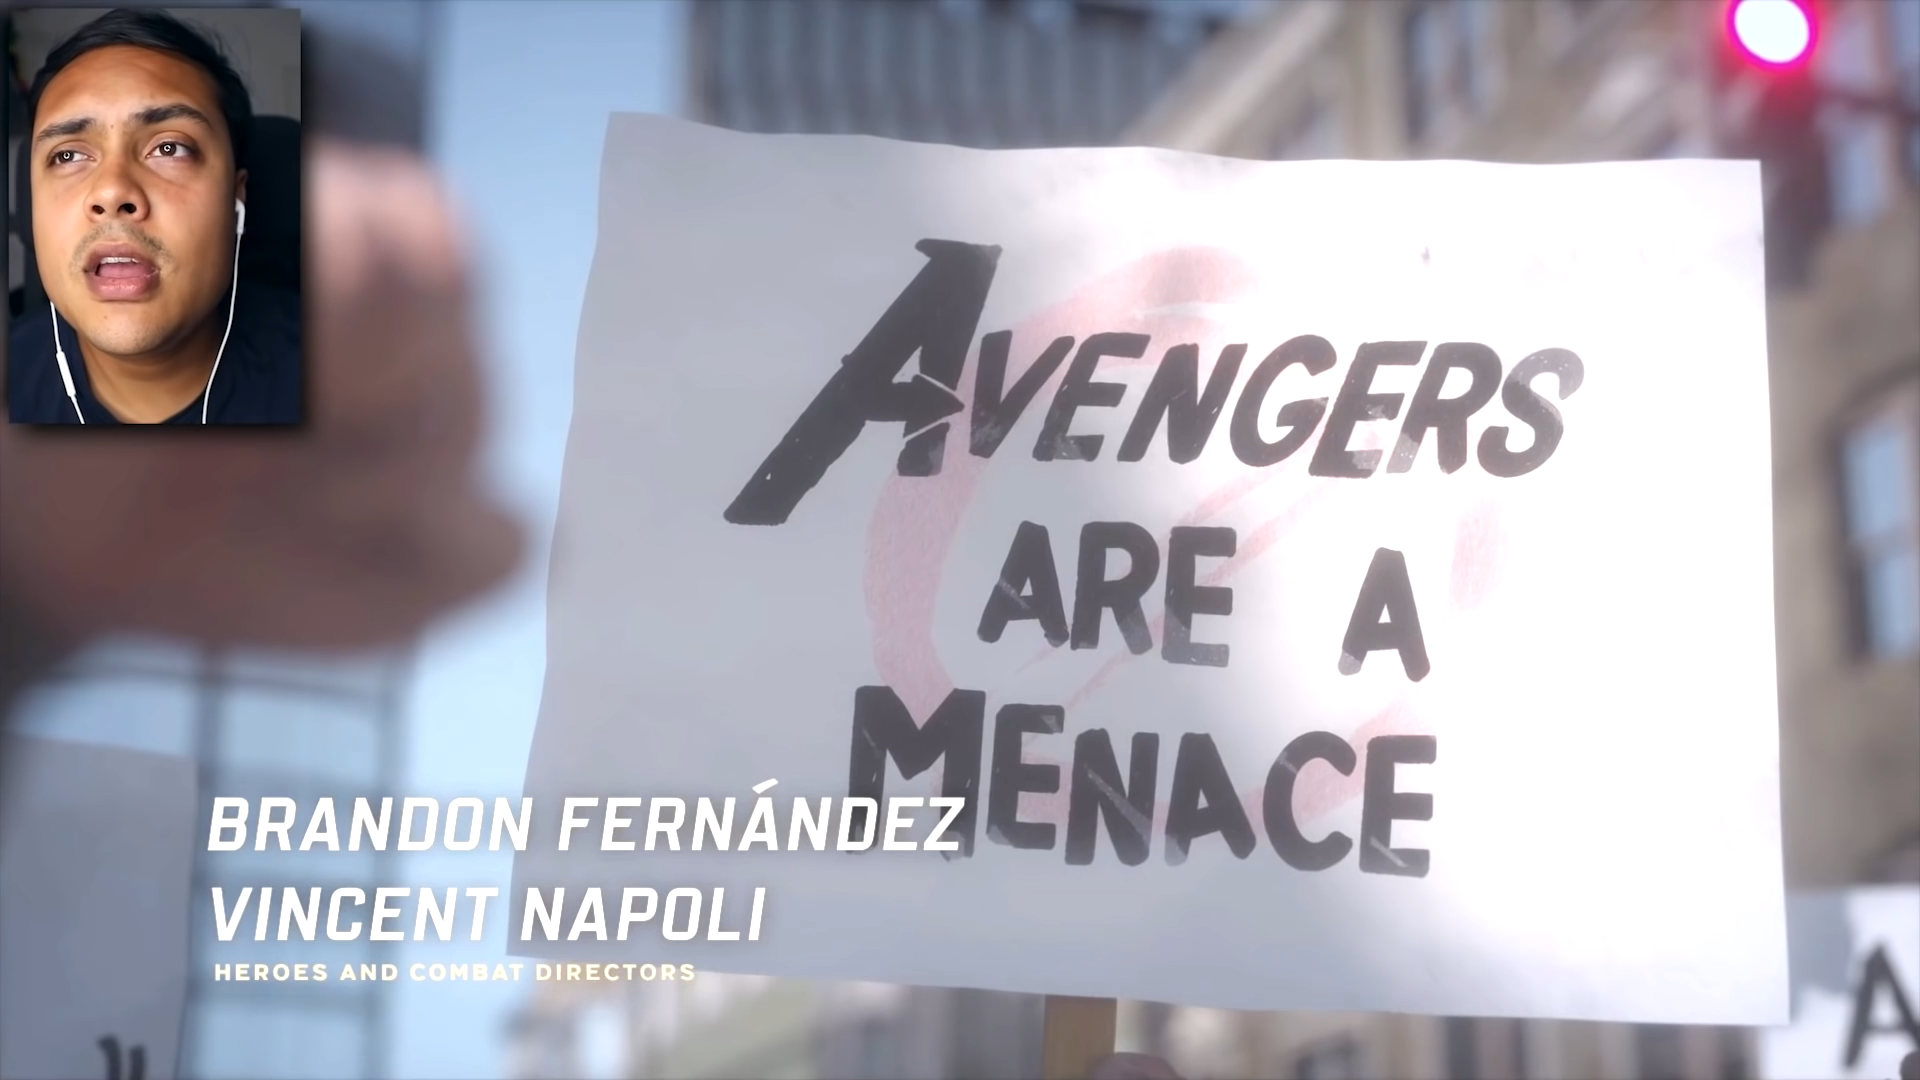 AVENGERS
ARE A
MENACE
BRANDON FERNÁNDEZ
VINCENT NAPOLI
HEROES AND COMBAT DIRECTORS
A